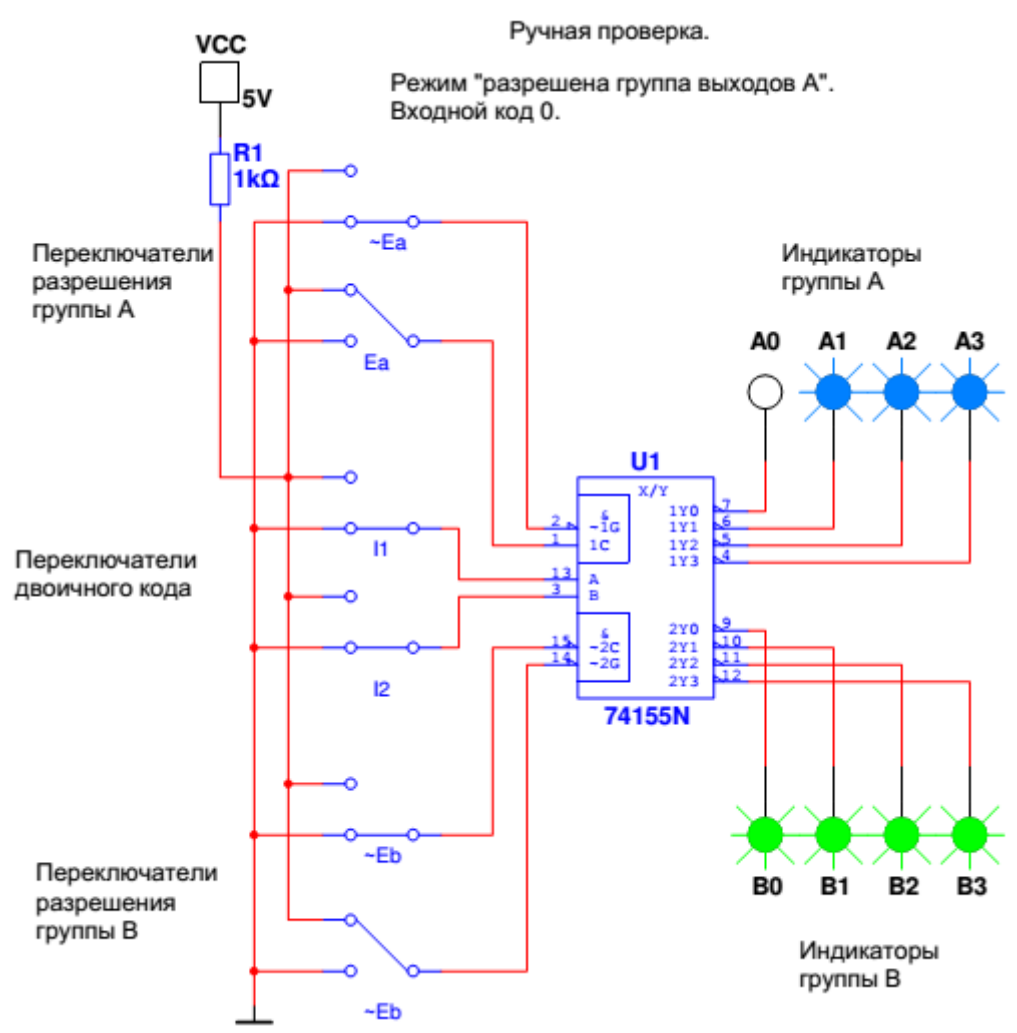 Ручная проверка.
VCC
5V
Режим "разрешена группа выходов А".
Входной код 0.
R1
1kΩ
~Ea
Переключатели
разрешения
группы А
Ea
Индикаторы
группы А
A0 A1 A2 A3
U1
X/Y
&
2 ~1G
1 1C
13 A
3 B
&
15 ~2C
14 ~2G
1Y0 7
1Y1 6
1Y2 5
1Y3 4
2Y0 9
2Y1 10
2Y2 11
2Y3 12
74155N
I1
Переключатели
двоичного кода
I2
~Eb
Переключатели
разрешения
группы В
~Eb
B0 B1 B2 B3
Индикаторы
группы В